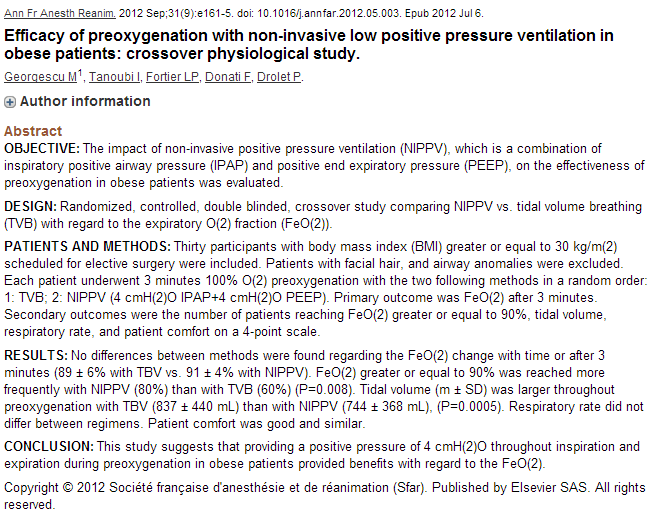 Ann Fr Anesth Reanim. 2012 Sep;31(9):e161-5. doi: 10.1016/j.annfar.2012.05.003. Epub 2012 Jul 6.
Efficacy of preoxygenation with non-invasive low positive pressure ventilation in
obese patients: crossover physiological study.
Georgescu M1, Tanoubi I, Fortier LP, Donati F, Drolet P.
Author information
Abstract
OBJECTIVE: The impact of non-invasive positive pressure ventilation (NIPPV), which is a combination of
inspiratory positive airway pressure (IPAP) and positive end expiratory pressure (PEEP), on the effectiveness of
preoxygenation in obese patients was evaluated.
DESIGN: Randomized, controlled, double blinded, crossover study comparing NIPPV vs. tidal volume breathing
(TVB) with regard to the expiratory O(2) fraction (FeO(2)).
PATIENTS AND METHODS: Thirty participants with body mass index (BMI) greater or equal to 30 kg/m(2)
scheduled for elective surgery were included. Patients with facial hair, and airway anomalies were excluded.
Each patient underwent 3 minutes 100% O(2) preoxygenation with the two following methods in a random order:
1: TVB; 2: NIPPV (4 cmH(2)O IPAP+4 cmH(2)O PEEP). Primary outcome was FeO(2) after 3 minutes.
Secondary outcomes were the number of patients reaching FeO(2) greater or equal to 90%, tidal volume,
respiratory rate, and patient comfort on a 4-point scale.
RESULTS: No differences between methods were found regarding the FeO(2) change with time or after 3
minutes (89 ± 6% with TBV vs. 91 ± 4% with NIPPV). FeO(2) greater or equal to 90% was reached more
frequently with NIPPV (80%) than with TVB (60%) (P=0.008). Tidal volume (m ± SD) was larger throughout
preoxygenation with TBV (837 ± 440 mL) than with NIPPV (744 ± 368 mL), (P=0.0005). Respiratory rate did not
differ between regimens. Patient comfort was good and similar.
CONCLUSION: This study suggests that providing a positive pressure of 4 cmH(2)O throughout inspiration and
expiration during preoxygenation in obese patients provided benefits with regard to the FeO(2).
Copyright © 2012 Société française d'anesthésie et de réanimation (Sfar). Published by Elsevier SAS. All rights
reserved.